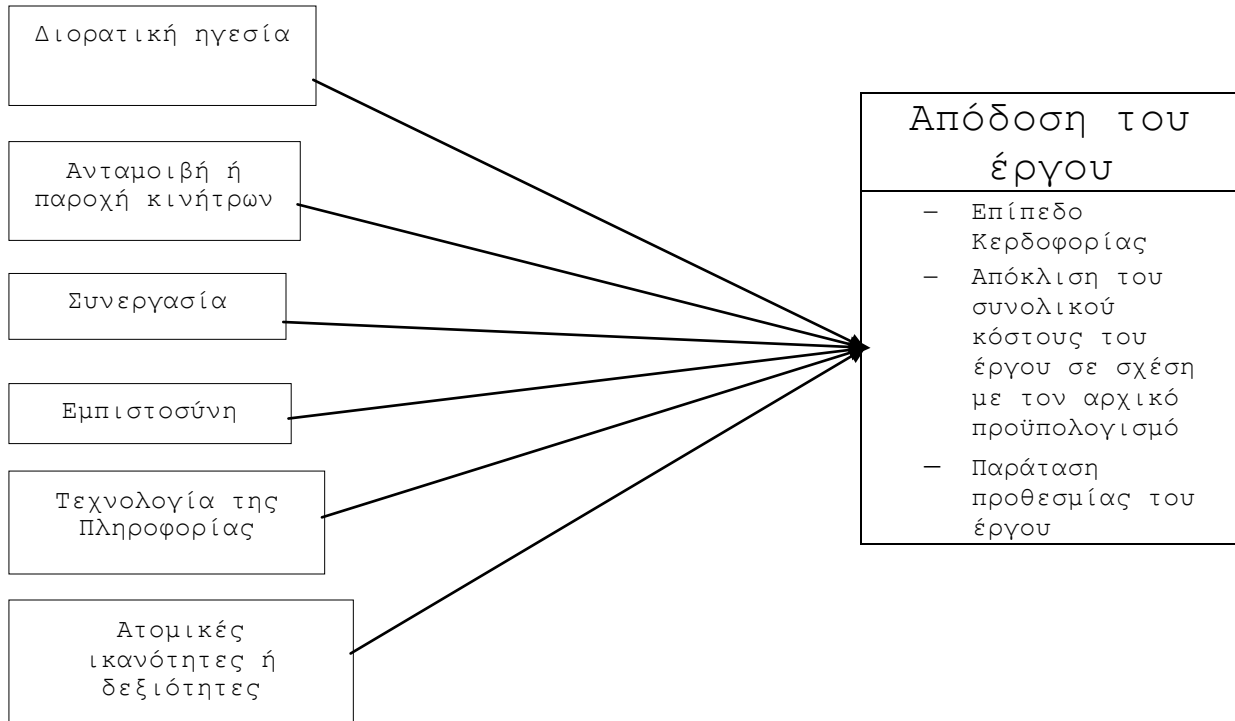 Διορατική ηγεσία
Ανταμοιβή ή
παροχή κινήτρων
Συνεργασία
Εμπιστοσύνη
Τεχνολογία της
Πληροφορίας
Ατομικές
ικανότητες ή
δεξιότητες
Απόδοση του
έργου
– Επίπεδο
Κερδοφορίας
– Απόκλιση του
συνολικού
κόστους του
έργου σε σχέση
με τον αρχικό
προϋπολογισμό
– Παράταση
προθεσμίας του
έργου